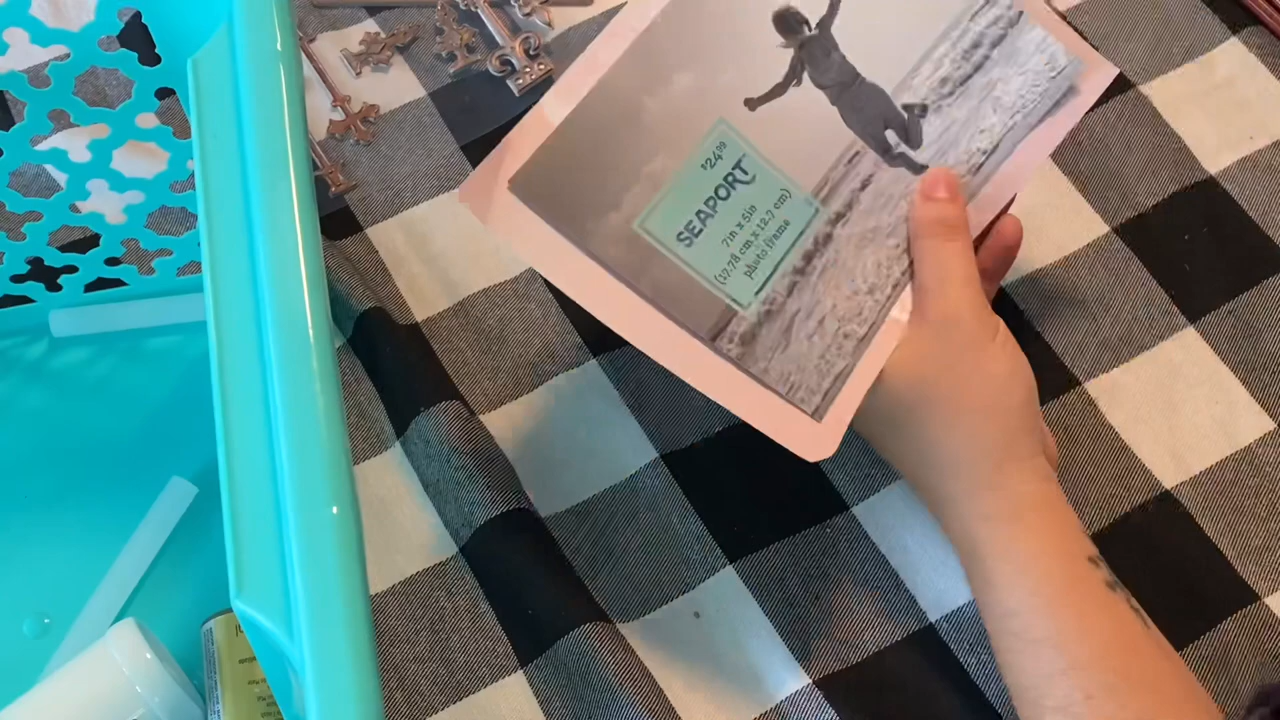 $24.99
SEAPORT
7in x 5in
(17.78 cm x 12.7 cm)
photo frame